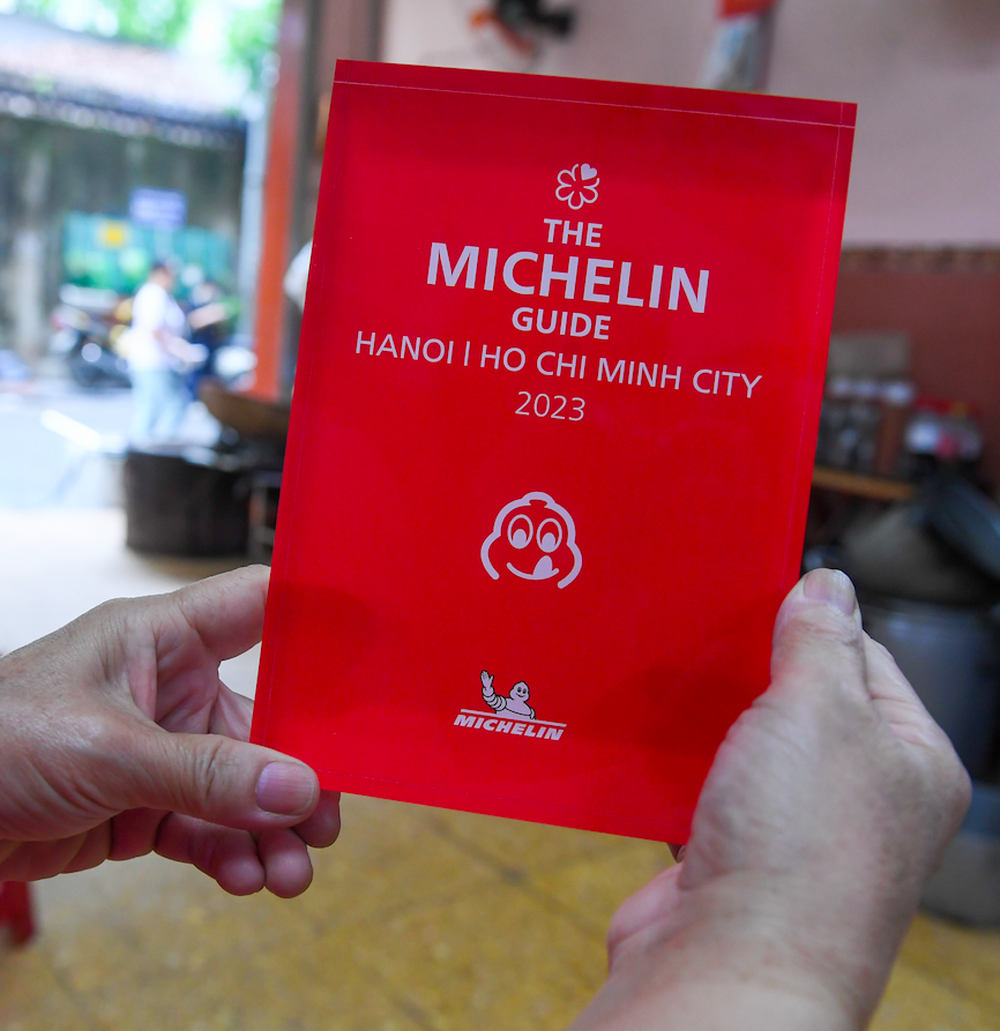 THE
MICHELIN
GUIDE
HANOI | HO CHI MINH CITY
2023
MICHELIN